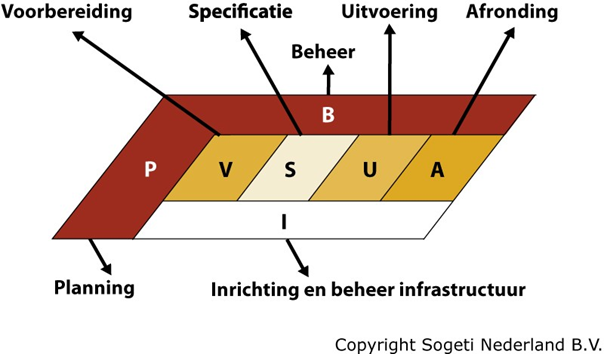 Voorbereiding Specificatie Uitvoering Afronding
Beheer
B
P V S U A
I
Planning
Inrichting en beheer infrastructuur
Copyright Sogeti Nederland B.V.